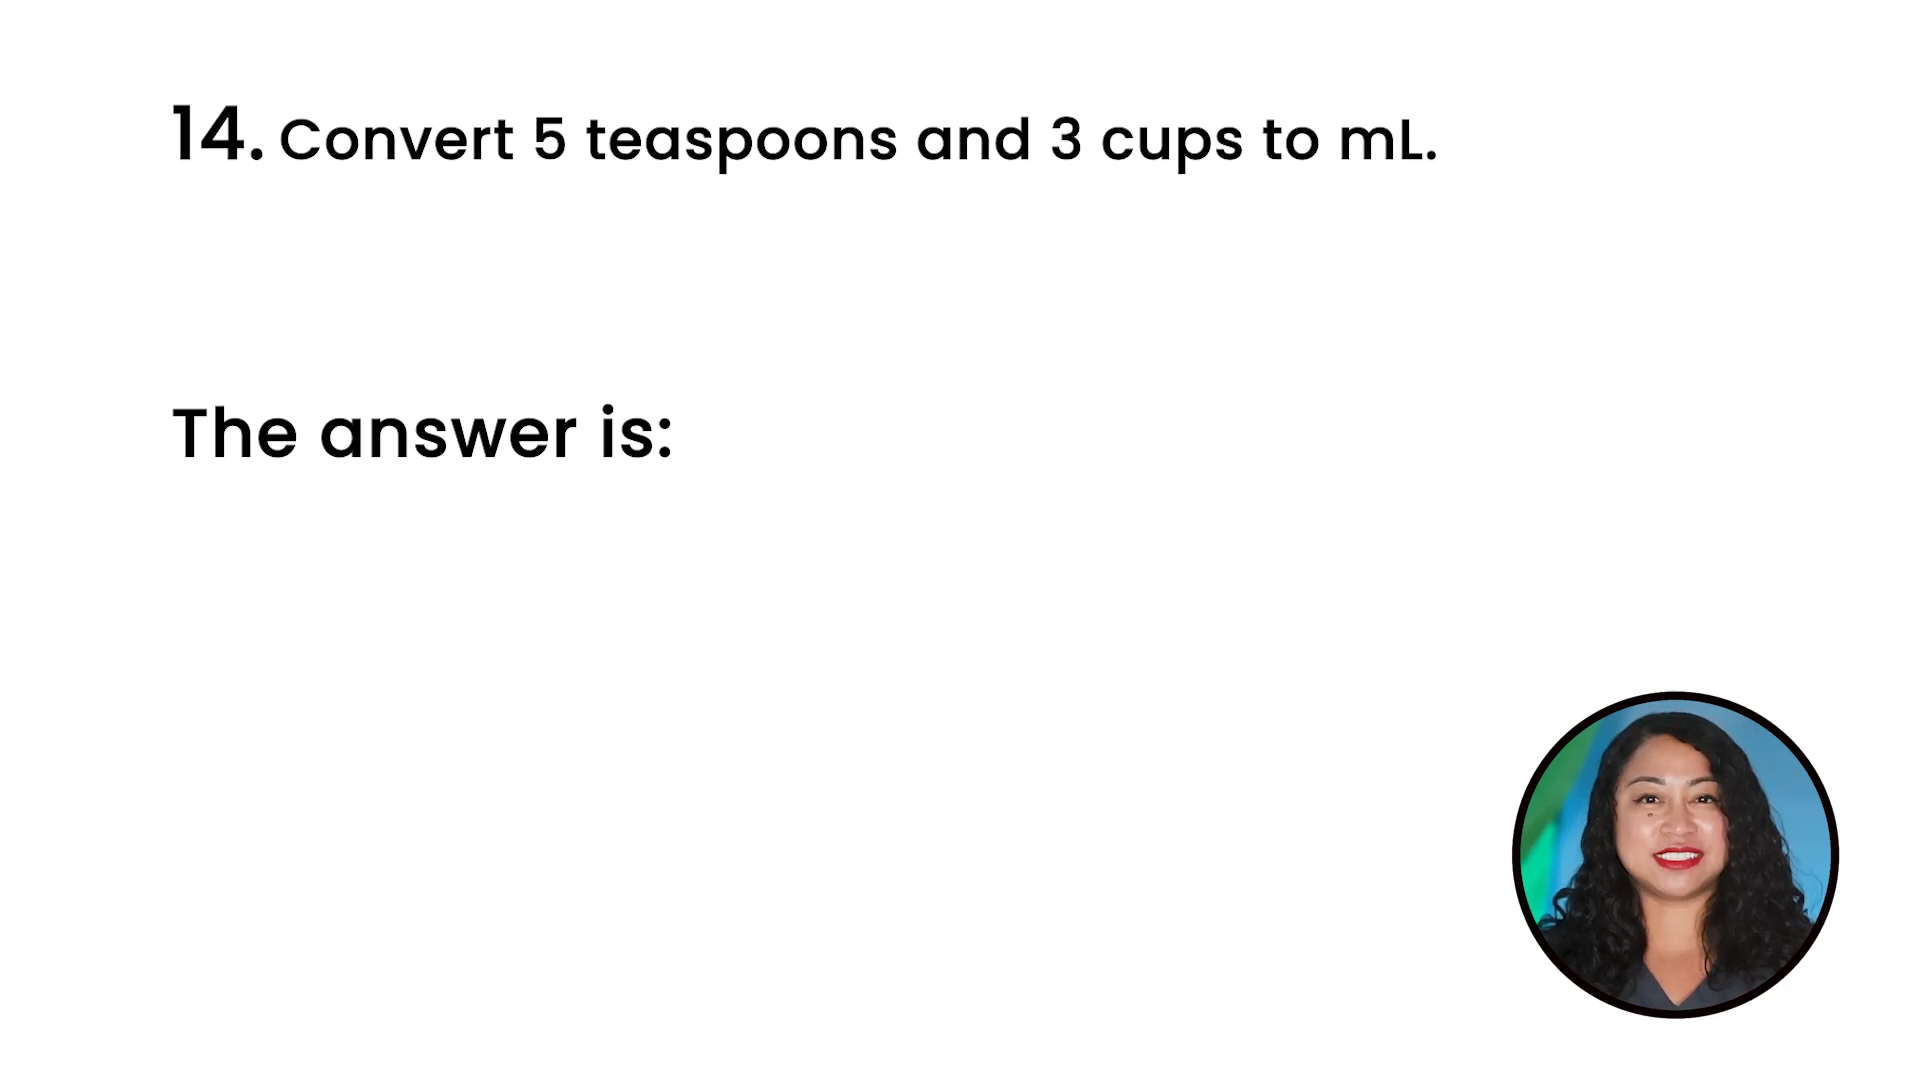 14. Convert 5 teaspoons and 3 cups to mL.
The answer is: